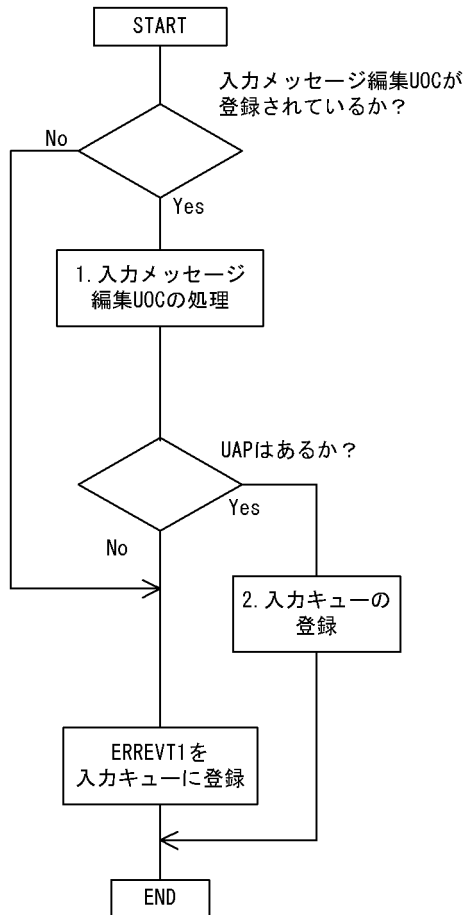 START
入力メッセージ編集UOCが
登録されているか？
No
Yes
1.入力メッセージ
編集UOCの処理
UAPはあるか？
Yes
No
2.入力キューの
登録
ERREVT1を
入力キューに登録
END